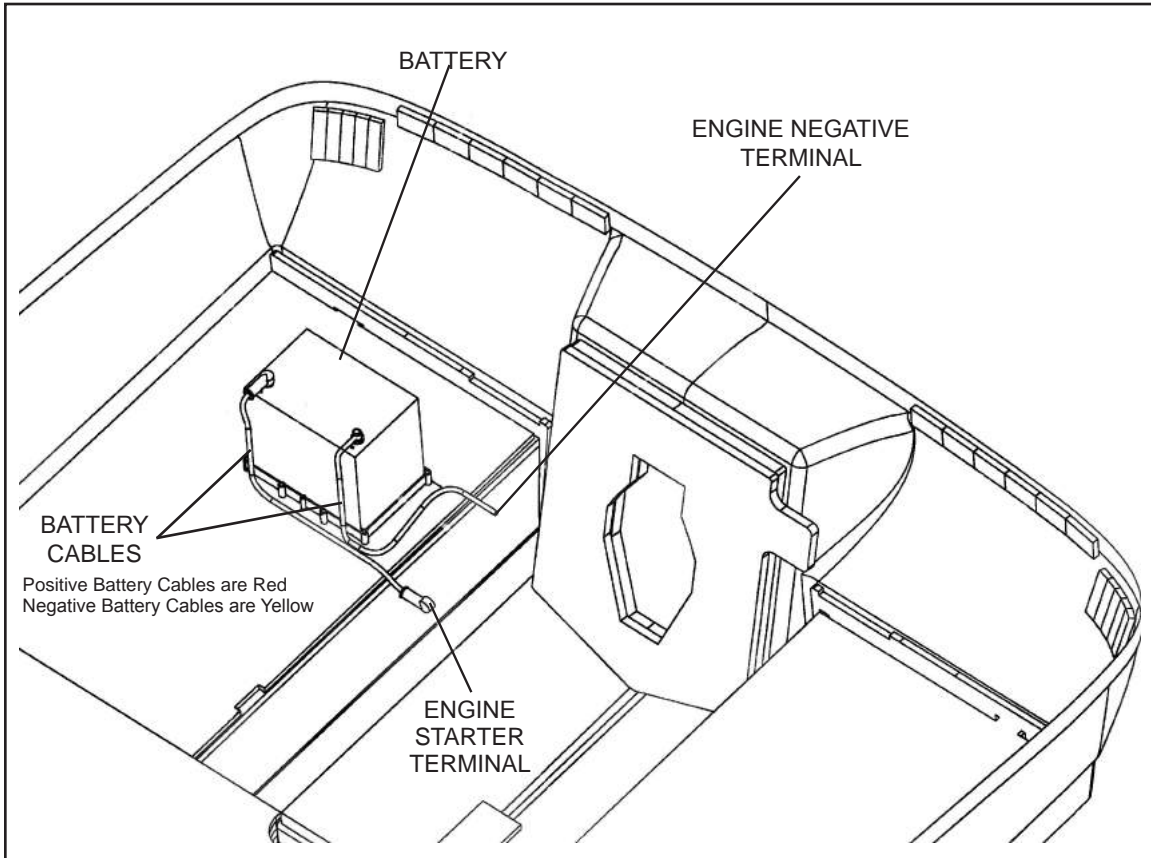 BATTERY
ENGINE NEGATIVE
TERMINAL
BATTERY
CABLES
Positive Battery Cables are Red
Negative Battery Cables are Yellow
ENGINE
STARTER
TERMINAL